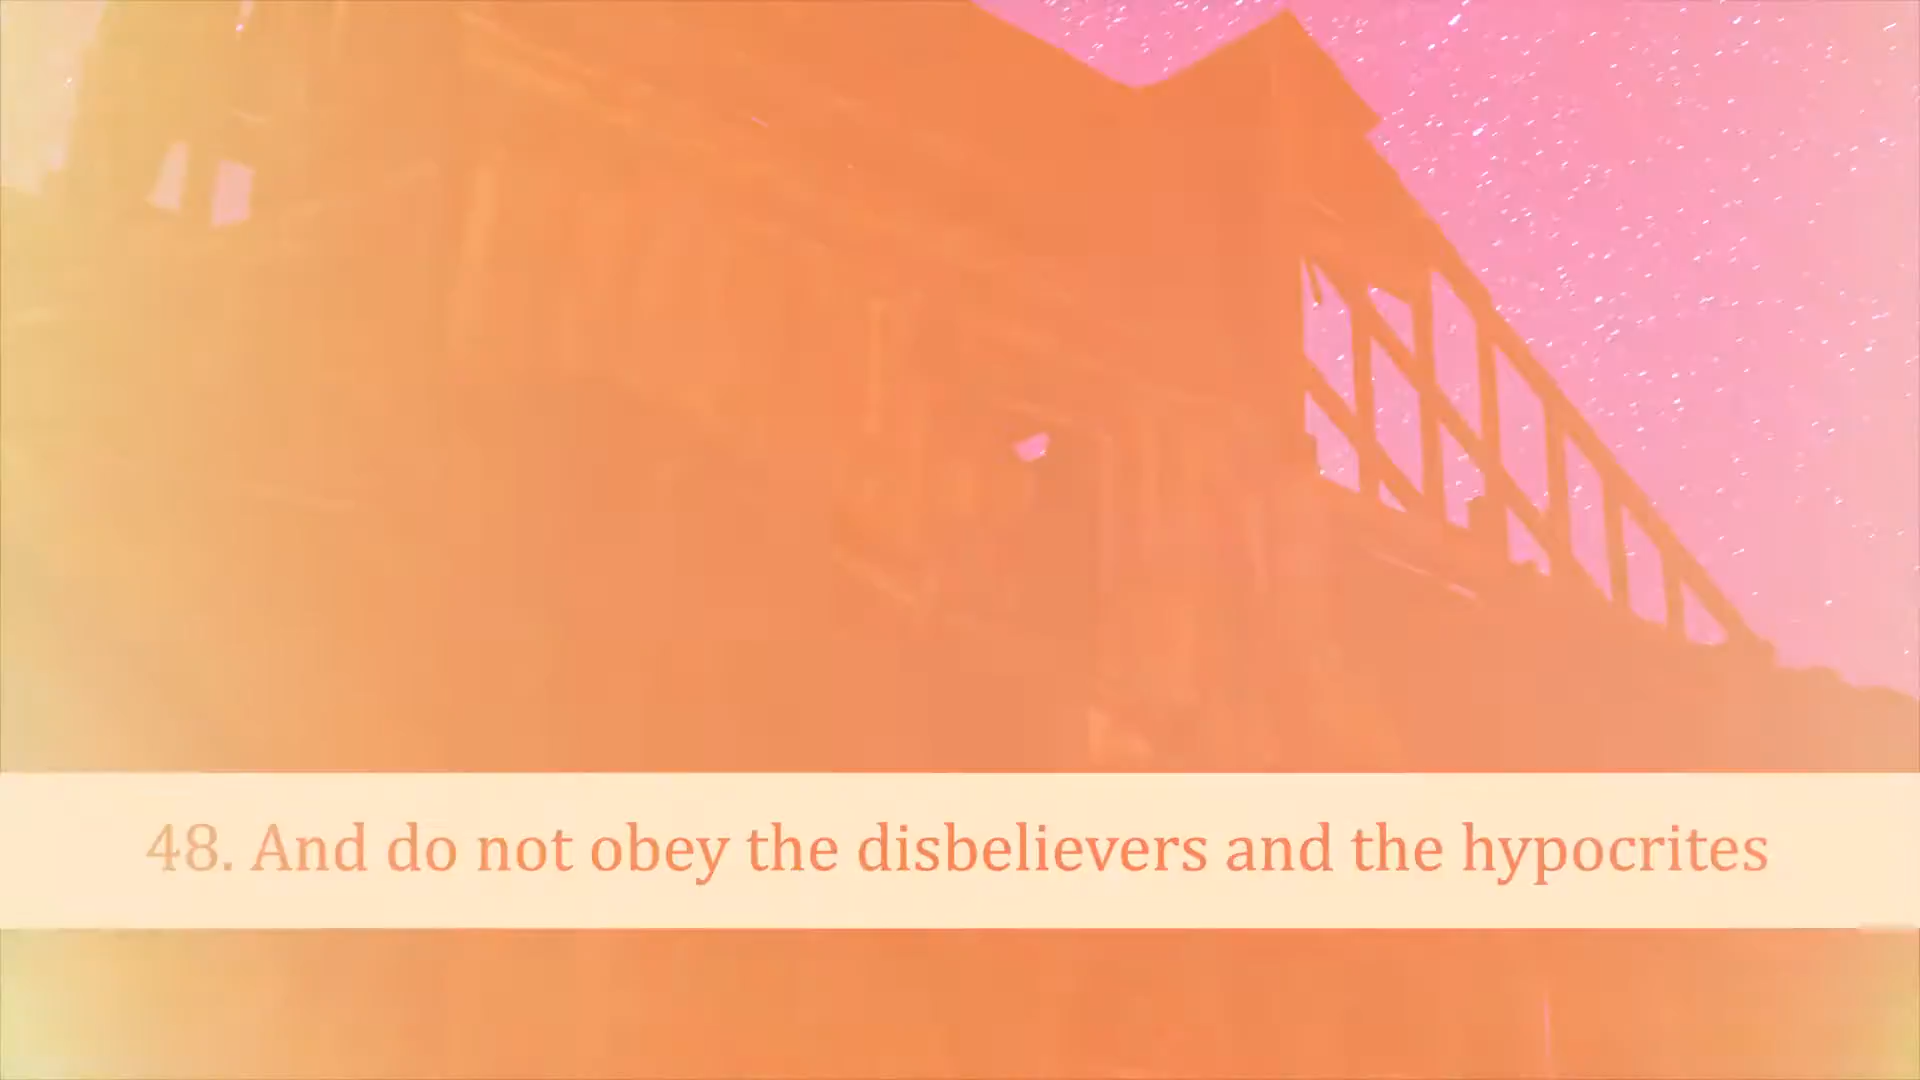 48. And do not obey the disbelievers and the hypocrites